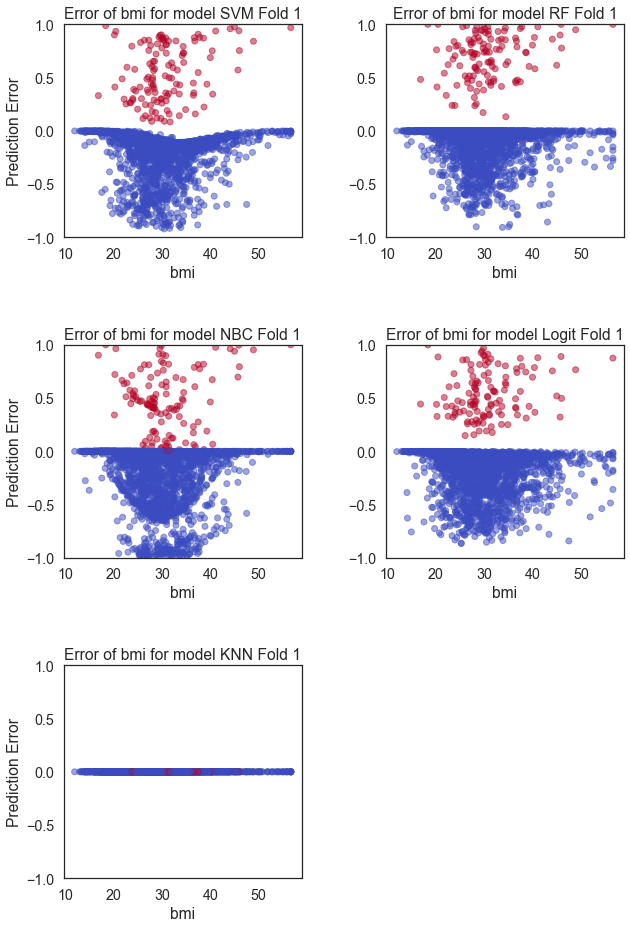 Error of bmi for model SVM Fold 1
Error of bmi for model RF Fold 1
1.0
0.5
0.0
−0.5
−1.0
Prediction Error
10 20 30 40 50
bmi
1.0
0.5
0.0
−0.5
−1.0
10 20 30 40 50
bmi
Error of bmi for model NBC Fold 1
Error of bmi for model Logit Fold 1
1.0
0.5
0.0
−0.5
−1.0
Prediction Error
10 20 30 40 50
bmi
1.0
0.5
0.0
−0.5
−1.0
10 20 30 40 50
bmi
Error of bmi for model KNN Fold 1
1.0
0.5
0.0
−0.5
−1.0
Prediction Error
10 20 30 40 50
bmi